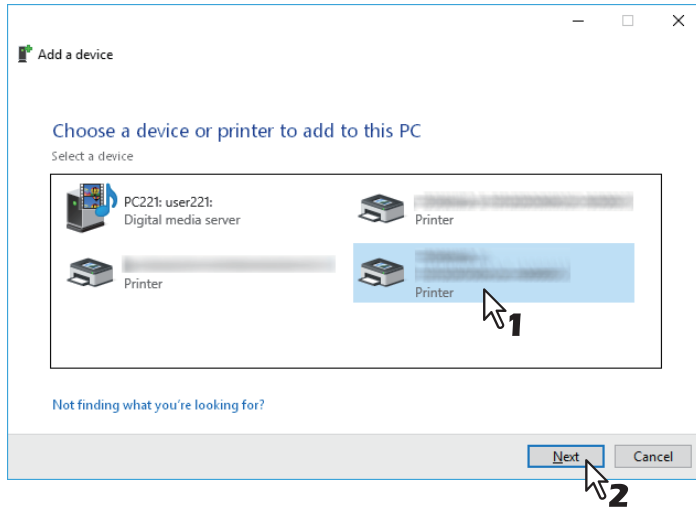 Add a device
Choose a device or printer to add to this PC
Select a device
PC221: user221:
Digital media server
Printer
Printer
Printer
1
Not finding what you're looking for?
Next
Cancel
2